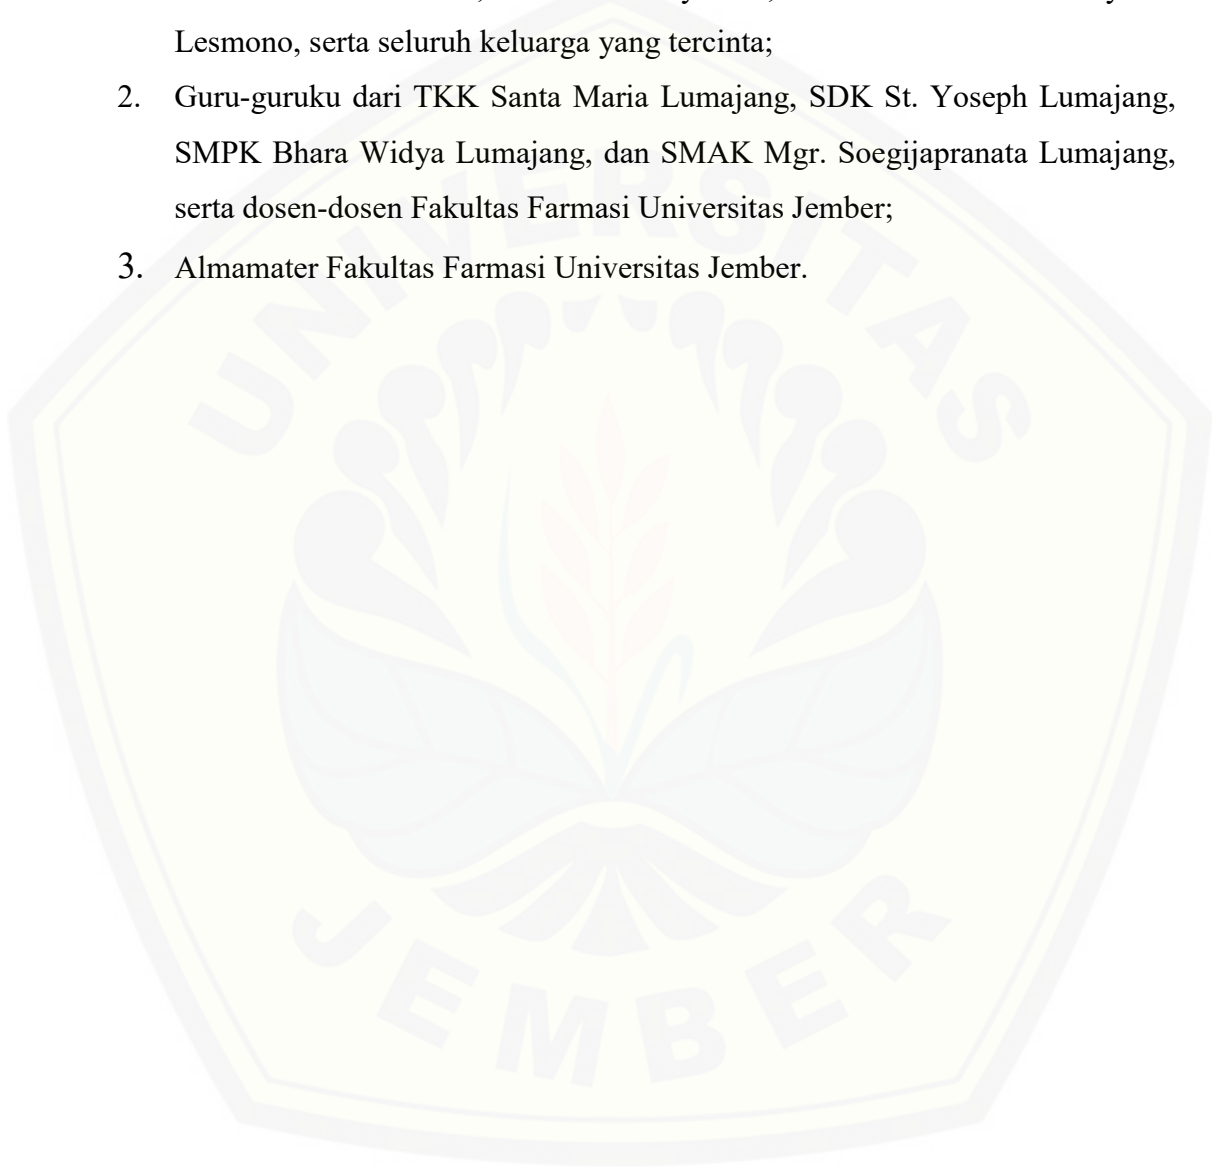 Lesmono, serta seluruh keluarga yang tercinta;
2. Guru-guruku dari TKK Santa Maria Lumajang, SDK St. Yoseph Lumajang,
SMPK Bhara Widya Lumajang, dan SMAK Mgr. Soegijapranata Lumajang,
serta dosen-dosen Fakultas Farmasi Universitas Jember;
3. Almamater Fakultas Farmasi Universitas Jember.
UNIVERSITAS
JEMBER